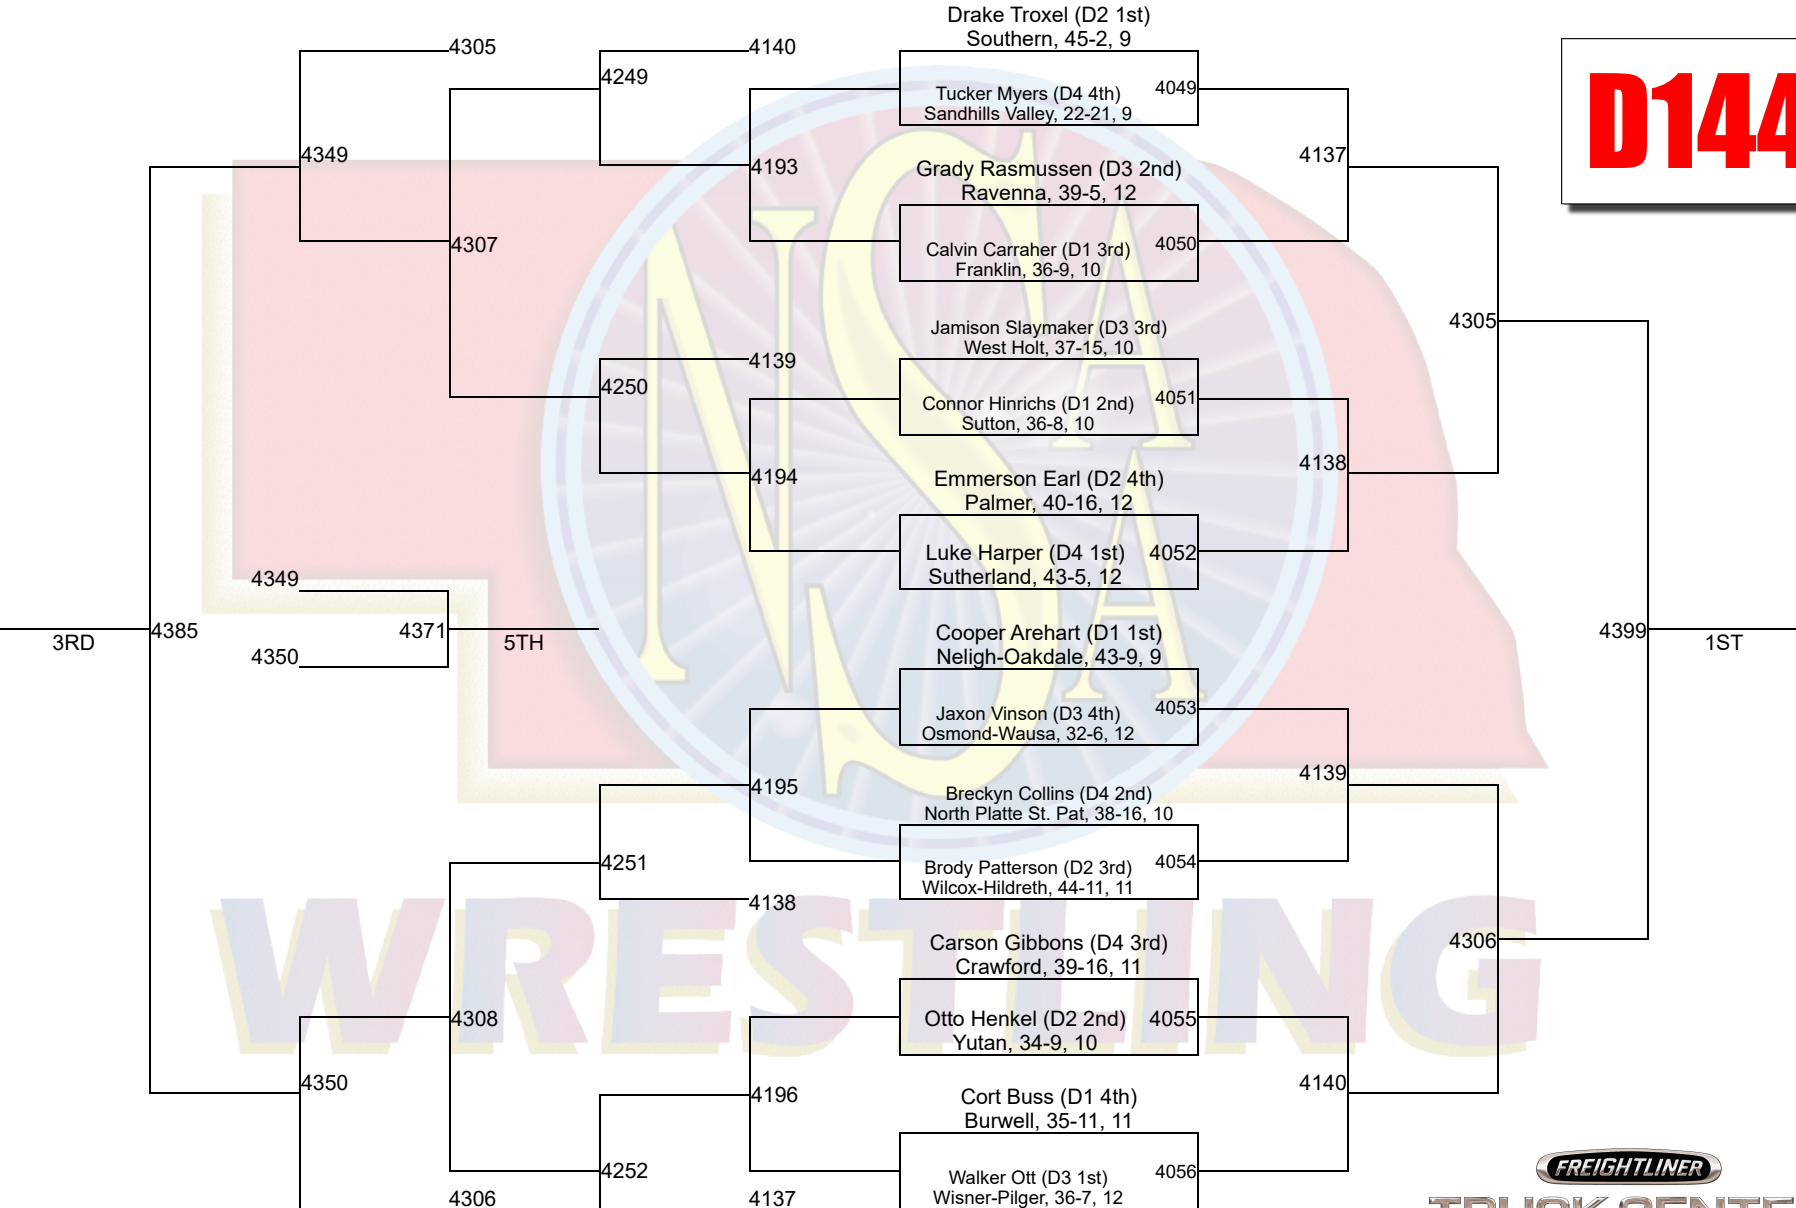 Drake Troxel (D2 1st)
Southern, 45-2, 9
4305
4140
4249
Tucker Myers (D4 4th)
Sandhills Valley, 22-21, 9
4049
D144
4349
4193
Grady Rasmussen (D3 2nd)
Ravenna, 39-5, 12
4137
4307
Calvin Carraher (D1 3rd)
Franklin, 36-9, 10
4050
Jamison Slaymaker (D3 3rd)
West Holt, 37-15, 10
4305
4139
4250
Connor Hinrichs (D1 2nd)
Sutton, 36-8, 10
4051
4194
Emmerson Earl (D2 4th)
Palmer, 40-16, 12
4138
Luke Harper (D4 1st)
Sutherland, 43-5, 12
4052
4349
3RD
4385
4371
5TH
4350
Cooper Arehart (D1 1st)
Neligh-Oakdale, 43-9, 9
4399
1ST
Jaxon Vinson (D3 4th)
Osmond-Wausa, 32-6, 12
4053
4195
Breckyn Collins (D4 2nd)
North Platte St. Pat, 38-16, 10
4139
4251
Brody Patterson (D2 3rd)
Wilcox-Hildreth, 44-11, 11
4054
4138
Carson Gibbons (D4 3rd)
Crawford, 39-16, 11
4306
4308
Otto Henkel (D2 2nd)
Yutan, 34-9, 10
4055
4350
4196
Cort Buss (D1 4th)
Burwell, 35-11, 11
4140
4252
Walker Ott (D3 1st)
Wisner-Pilger, 36-7, 12
4056
4306
4137
NSAA
WRESTLING
FREIGHTLINER